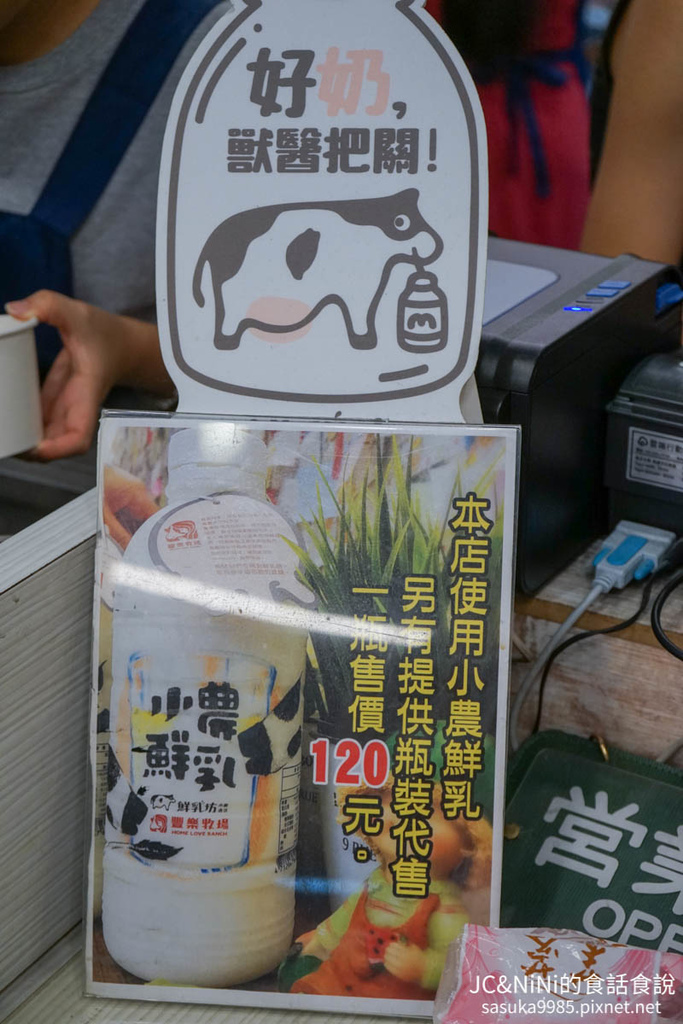 好奶，
獸醫把關！
本店使用小農鮮乳
另有提供瓶裝代售
一瓶售價
120
元。
小農
鮮乳
鮮乳坊
豐樂牧場
HOME LOVE RANCH
營業
OPE
JC&NiNi的食話食說
sasuka9985.pixnet.net